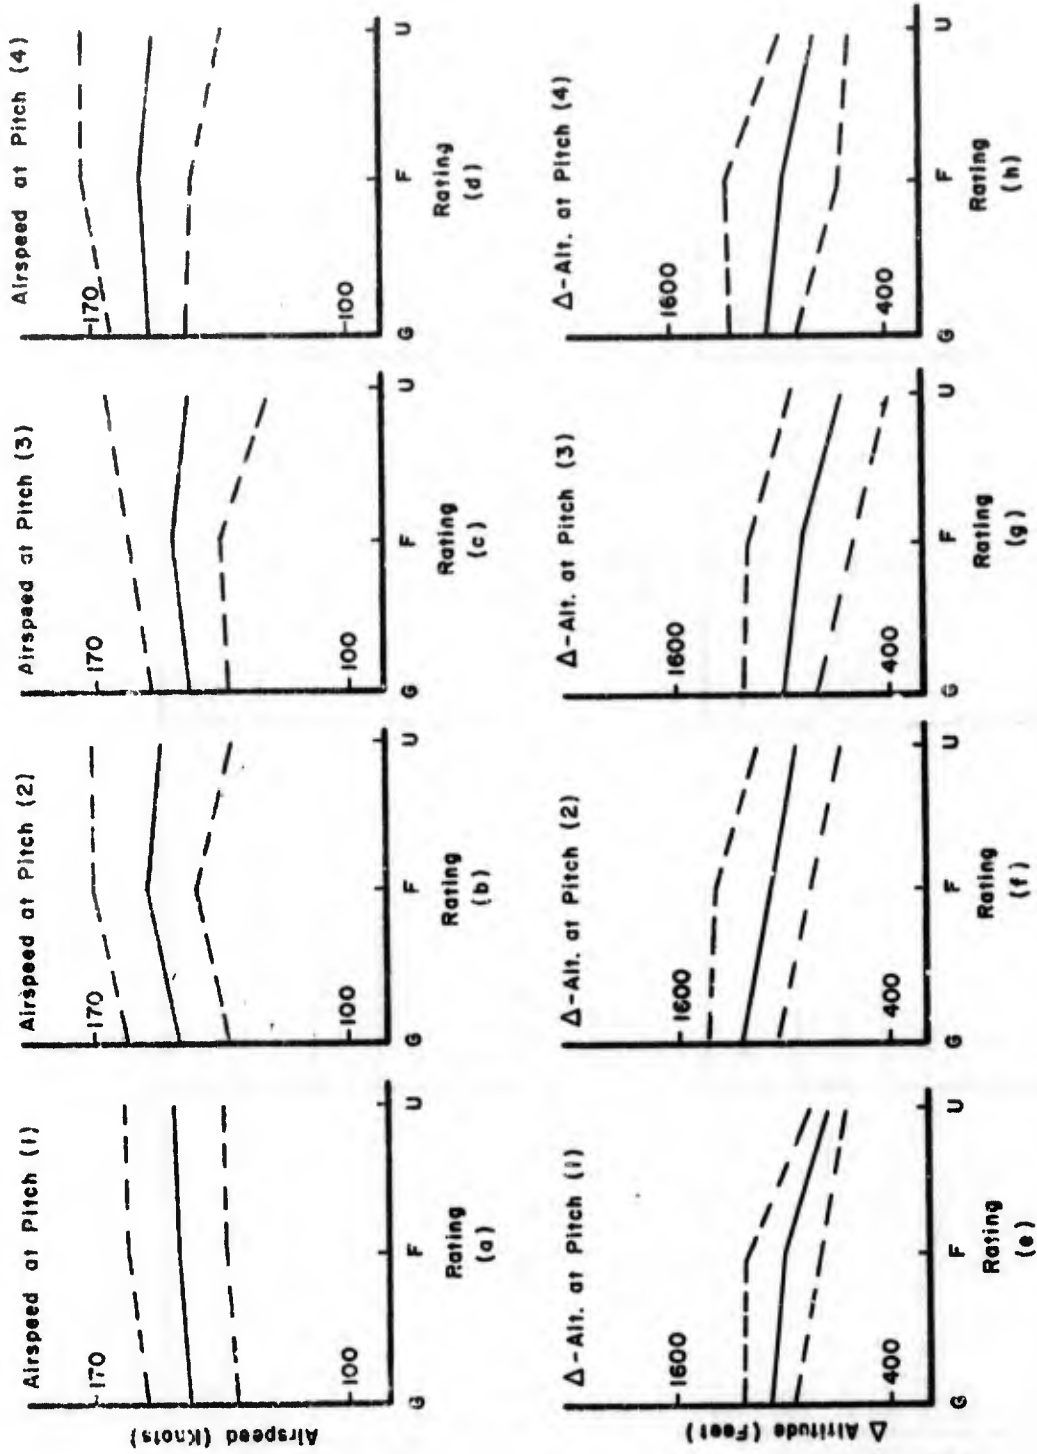 Airspeed at Pitch (1)
Airspeed (Knots)
170
100
G F U
Rating
(a)
Airspeed at Pitch (2)
170
100
G F U
Rating
(b)
Airspeed at Pitch (3)
170
100
G F U
Rating
(c)
Airspeed at Pitch (4)
170
100
G F U
Rating
(d)
Δ-Alt. at Pitch (1)
Δ Altitude (Feet)
1600
400
G F U
Rating
(e)
Δ-Alt. at Pitch (2)
1600
400
G F U
Rating
(f)
Δ-Alt. at Pitch (3)
1600
400
G F U
Rating
(g)
Δ-Alt. at Pitch (4)
1600
400
G F U
Rating
(h)